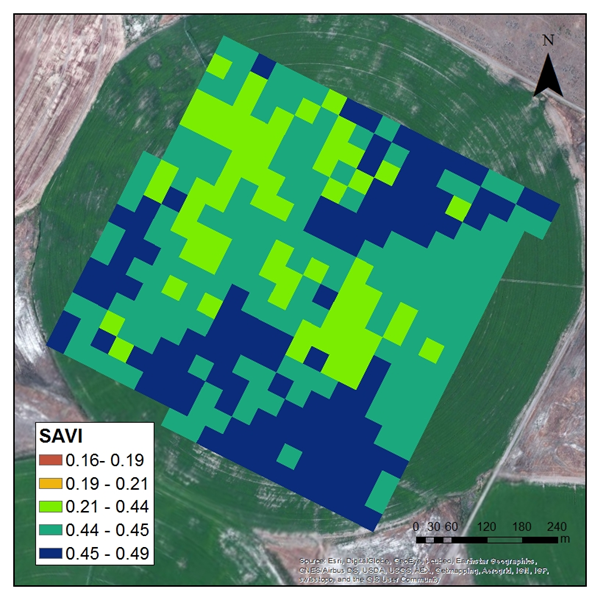 N
SAVI
0.16- 0.19
0.19 - 0.21
0.21 - 0.44
0.44 - 0.45
0.45 - 0.49
0 30 60 120 180 240
m
Source: Esri, DigitalGlobe, GeoEye, Earthstar Geographics,
CNES/Airbus DS, USDA, USGS, AEX, Getmapping, Aerogrid, IGN, IGP,
swisstopo, and the GIS User Community